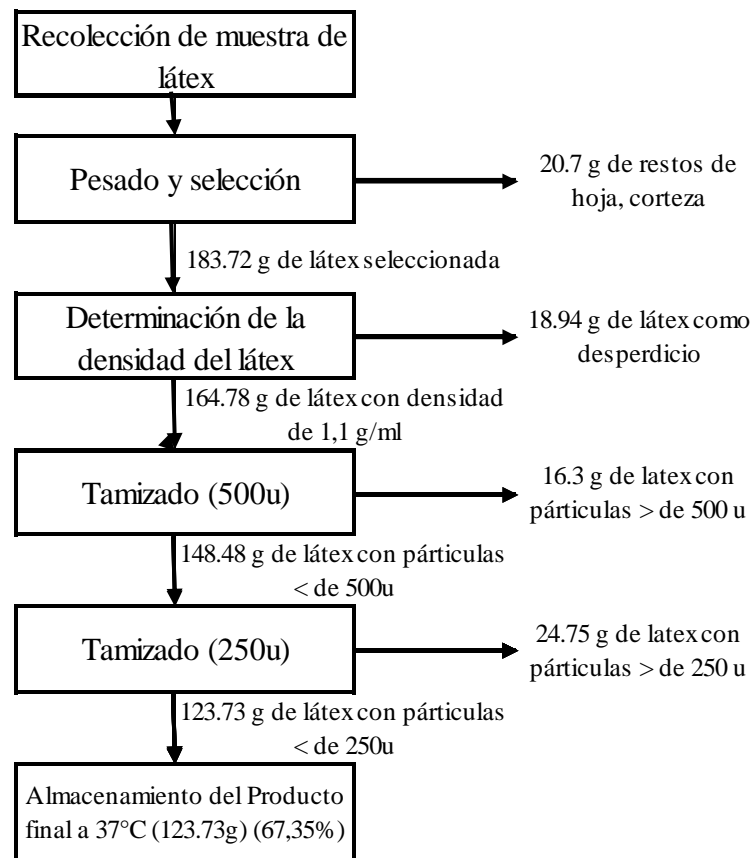 Recolección de muestra de
látex
Pesado y selección
20.7 g de restos de
hoja, corteza
183.72 g de látex seleccionada
Determinación de la
densidad del látex
18.94 g de látex como
desperdicio
164.78 g de látex con densidad
de 1,1 g/ml
Tamizado (500u)
16.3 g de latex con
párticulas > de 500 u
148.48 g de látex con párticulas
< de 500u
Tamizado (250u)
24.75 g de latex con
párticulas > de 250 u
123.73 g de látex con párticulas
< de 250u
Almacenamiento del Producto
final a 37°C (123.73g) (67,35%)